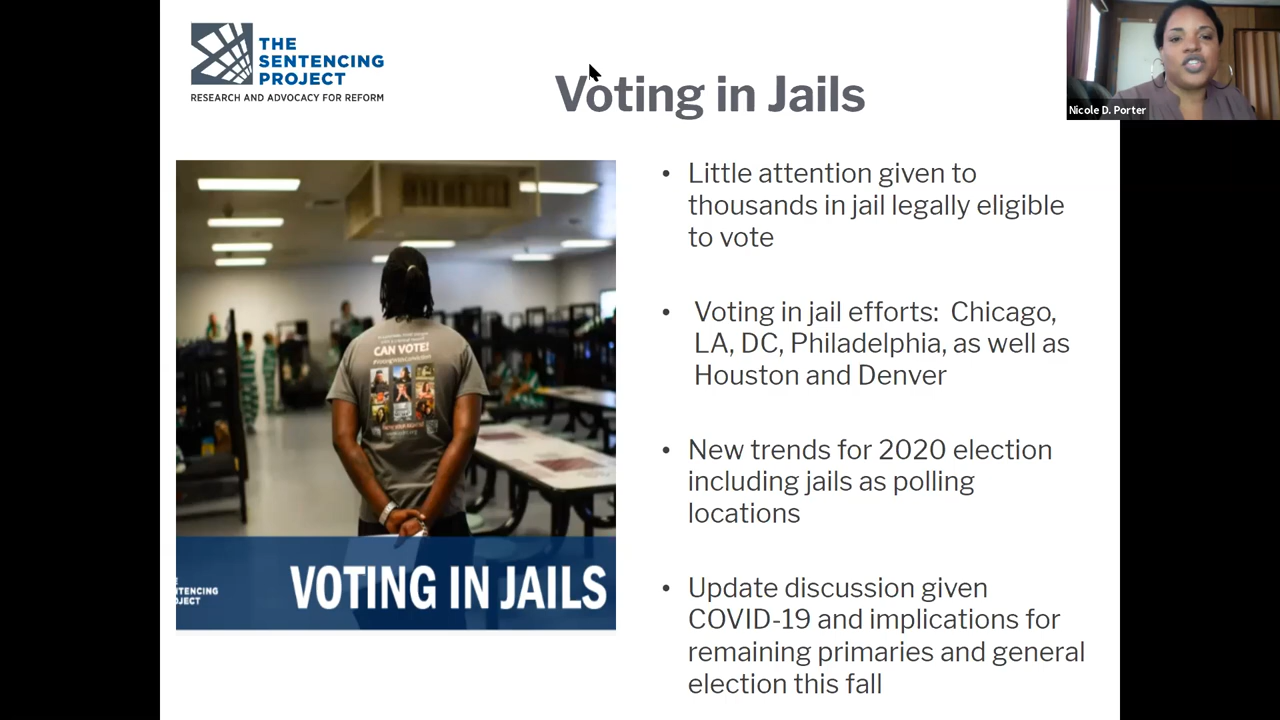 THE
SENTENCING
PROJECT
RESEARCH AND ADVOCACY FOR REFORM
Voting in Jails
Nicole D. Porter
CAN VOTE!
VOTING IN JAILS
• Little attention given to
thousands in jail legally eligible
to vote
• Voting in jail efforts: Chicago,
LA, DC, Philadelphia, as well as
Houston and Denver
• New trends for 2020 election
including jails as polling
locations
• Update discussion given
COVID-19 and implications for
remaining primaries and general
election this fall